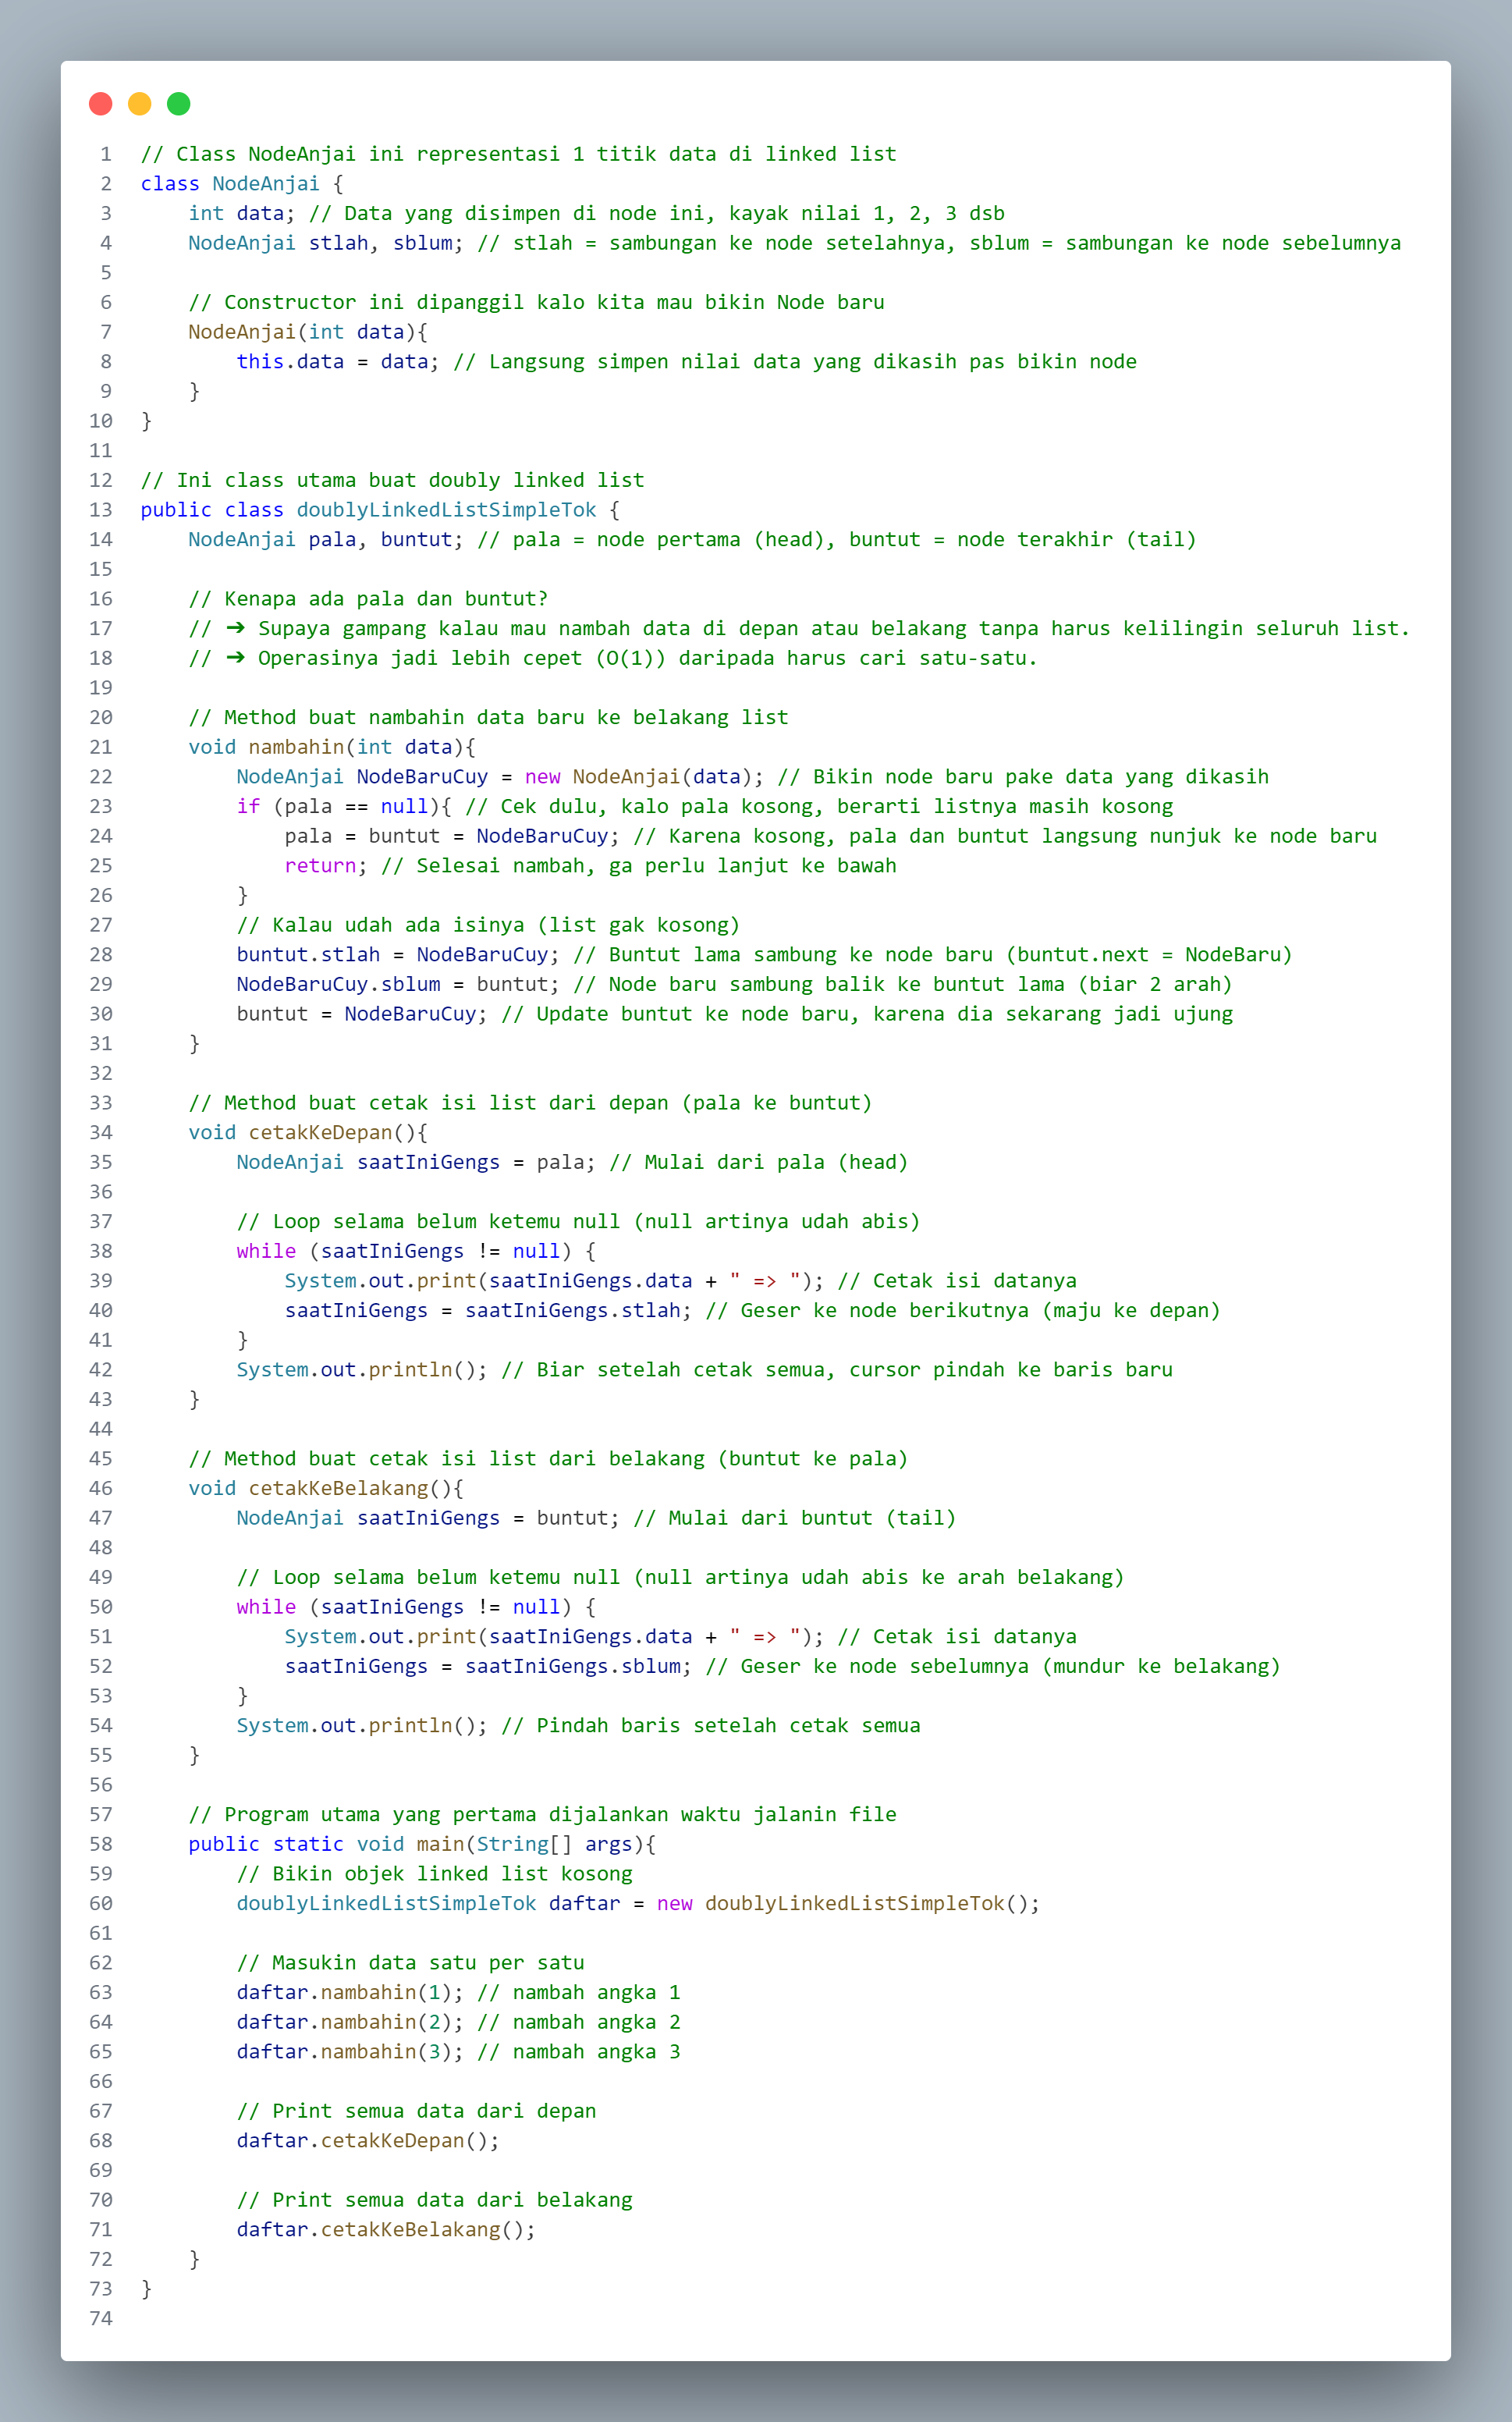 1 // Class NodeAnjai ini representasi 1 titik data di linked list
2 class NodeAnjai {
3     int data; // Data yang disimpen di node ini, kayak nilai 1, 2, 3 dsb
4     NodeAnjai stlah, sblum; // stlah = sambungan ke node setelahnya, sblum = sambungan ke node sebelumnya
5
6     // Constructor ini dipanggil kalo kita mau bikin Node baru
7     NodeAnjai(int data){
8         this.data = data; // Langsung simpen nilai data yang dikasih pas bikin node
9     }
10 }
11
12 // Ini class utama buat doubly linked list
13 public class doublyLinkedListSimpleTok {
14     NodeAnjai pala, buntut; // pala = node pertama (head), buntut = node terakhir (tail)
15
16     // Kenapa ada pala dan buntut?
17     // ➔ Supaya gampang kalau mau nambah data di depan atau belakang tanpa harus kelilingin seluruh list.
18     // ➔ Operasinya jadi lebih cepet (O(1)) daripada harus cari satu-satu.
19
20     // Method buat nambahin data baru ke belakang list
21     void nambahin(int data){
22         NodeAnjai NodeBaruCuy = new NodeAnjai(data); // Bikin node baru pake data yang dikasih
23         if (pala == null){ // Cek dulu, kalo pala kosong, berarti listnya masih kosong
24             pala = buntut = NodeBaruCuy; // Karena kosong, pala dan buntut langsung nunjuk ke node baru
25             return; // Selesai nambah, ga perlu lanjut ke bawah
26         }
27         // Kalau udah ada isinya (list gak kosong)
28         buntut.stlah = NodeBaruCuy; // Buntut lama sambung ke node baru (buntut.next = NodeBaru)
29         NodeBaruCuy.sblum = buntut; // Node baru sambung balik ke buntut lama (biar 2 arah)
30         buntut = NodeBaruCuy; // Update buntut ke node baru, karena dia sekarang jadi ujung
31     }
32
33     // Method buat cetak isi list dari depan (pala ke buntut)
34     void cetakKeDepan(){
35         NodeAnjai saatIniGengs = pala; // Mulai dari pala (head)
36
37         // Loop selama belum ketemu null (null artinya udah abis)
38         while (saatIniGengs != null) {
39             System.out.print(saatIniGengs.data + " => "); // Cetak isi datanya
40             saatIniGengs = saatIniGengs.stlah; // Geser ke node berikutnya (maju ke depan)
41         }
42         System.out.println(); // Biar setelah cetak semua, cursor pindah ke baris baru
43     }
44
45     // Method buat cetak isi list dari belakang (buntut ke pala)
46     void cetakKeBelakang(){
47         NodeAnjai saatIniGengs = buntut; // Mulai dari buntut (tail)
48
49         // Loop selama belum ketemu null (null artinya udah abis ke arah belakang)
50         while (saatIniGengs != null) {
51             System.out.print(saatIniGengs.data + " => "); // Cetak isi datanya
52             saatIniGengs = saatIniGengs.sblum; // Geser ke node sebelumnya (mundur ke belakang)
53         }
54         System.out.println(); // Pindah baris setelah cetak semua
55     }
56
57     // Program utama yang pertama dijalankan waktu jalanin file
58     public static void main(String[] args){
59         // Bikin objek linked list kosong
60         doublyLinkedListSimpleTok daftar = new doublyLinkedListSimpleTok();
61
62         // Masukin data satu per satu
63         daftar.nambahin(1); // nambah angka 1
64         daftar.nambahin(2); // nambah angka 2
65         daftar.nambahin(3); // nambah angka 3
66
67         // Print semua data dari depan
68         daftar.cetakKeDepan();
69
70         // Print semua data dari belakang
71         daftar.cetakKeBelakang();
72     }
73 }
74